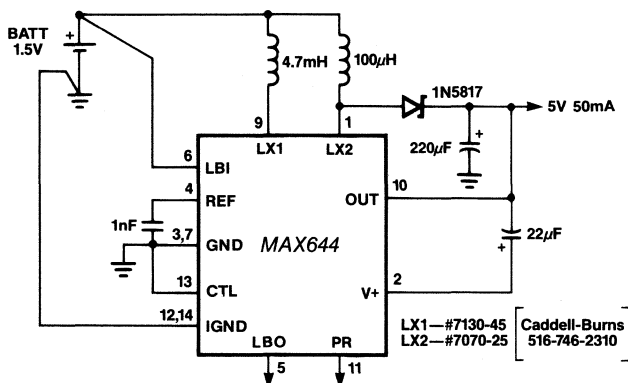 BATT
1.5V
+
4.7mH
100µH
1N5817
5V 50mA
9
1
LX1
LX2
220µF
+
6
LBI
10
OUT
4
REF
1nF
3,7
GND
MAX644
22µF
+
13
CTL
2
V+
12,14
IGND
LBO
PR
5
11
LX1—#7130-45
LX2—#7070-25
Caddell-Burns
516-746-2310